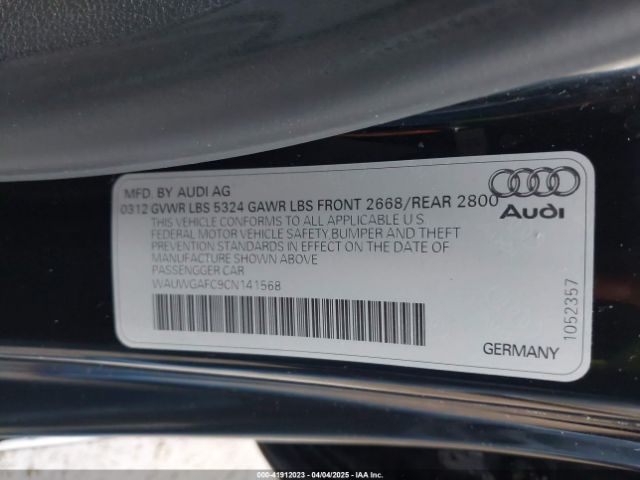 MFD. BY AUDI AG
0312 GVWR LBS 5324 GAWR LBS FRONT 2668/REAR 2800
THIS VEHICLE CONFORMS TO ALL APPLICABLE U.S.
FEDERAL MOTOR VEHICLE SAFETY BUMPER AND THEFT
PREVENTION STANDARDS IN EFFECT ON THE DATE OF
MANUFACTURE SHOWN ABOVE
PASSENGGER CAR
WAUWGAFC9CN141568
Audi
1052357
GERMANY
000-41912023 - 04/04/2025 - IAAI.COM